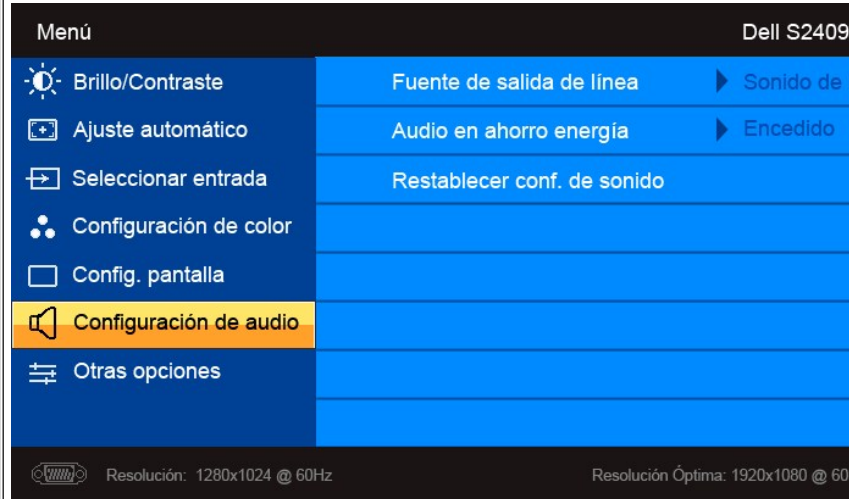 Menú
Dell S2409
Brillo/Contraste
Fuente de salida de línea
Sonido de
Ajuste automático
Audio en ahorro energía
Encedido
Seleccionar entrada
Restablecer conf. de sonido
Configuración de color
Config. pantalla
Configuración de audio
Otras opciones
Resolución: 1280x1024 @ 60Hz
Resolución Óptima: 1920x1080 @ 60